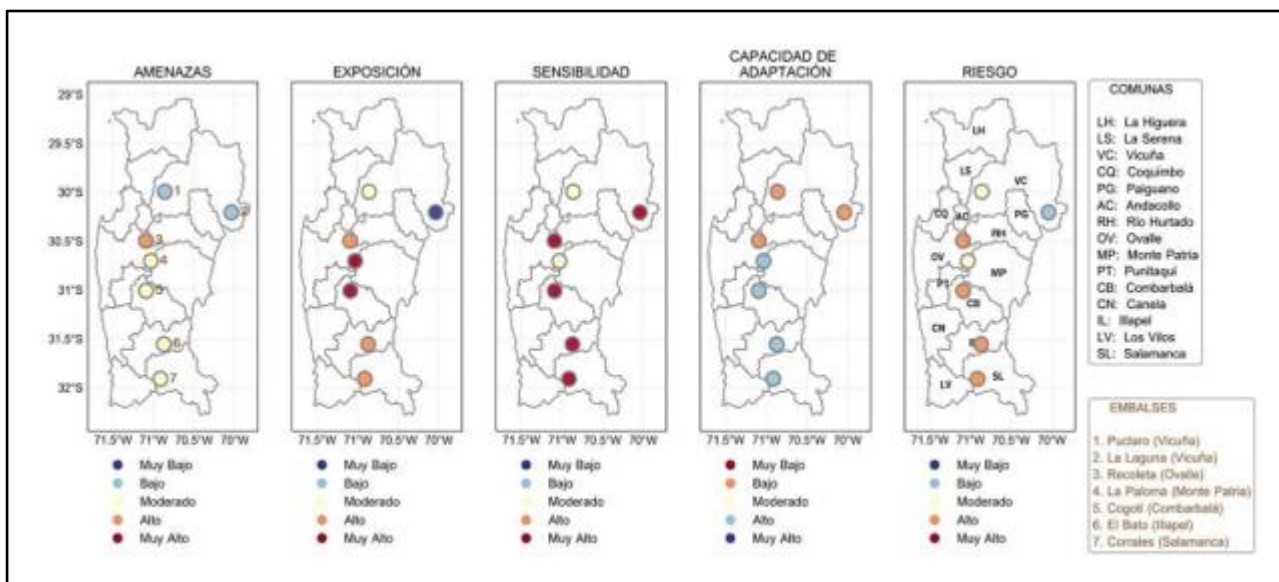 AMENAZAS
EXPOSICIÓN
SENSIBILIDAD
CAPACIDAD DE
ADAPTACIÓN
RIESGO
29°S
29.5°S
30°S
30.5°S
31°S
31.5°S
32°S
1
2
3
4
5
6
7
LH
LS
VC
CQ
AC
PG
RH
OV
MP
PT
CB
CN
LV
SL
71.5°W 71°W 70.5°W 70°W
71.5°W 71°W 70.5°W 70°W
71.5°W 71°W 70.5°W 70°W
71.5°W 71°W 70.5°W 70°W
71.5°W 71°W 70.5°W 70°W
Muy Bajo
Bajo
Moderado
Alto
Muy Alto
Muy Bajo
Bajo
Moderado
Alto
Muy Alto
Muy Bajo
Bajo
Moderado
Alto
Muy Alto
Muy Bajo
Bajo
Moderado
Alto
Muy Alto
Muy Bajo
Bajo
Moderado
Alto
Muy Alto
COMUNAS
LH: La Higuera
LS: La Serena
VC: Vicuña
CQ: Coquimbo
PG: Paiguano
AC: Andacollo
RH: Río Hurtado
OV: Ovalle
MP: Monte Patria
PT: Punitaqui
CB: Combarbalá
CN: Canela
IL: Illapel
LV: Los Vilos
SL: Salamanca
EMBALSES
1. Puclaro (Vicuña)
2. La Laguna (Vicuña)
3. Recoleta (Ovalle)
4. La Paloma (Monte Patria)
5. Cogotí (Combarbalá)
6. El Bato (Illapel)
7. Corrales (Salamanca)